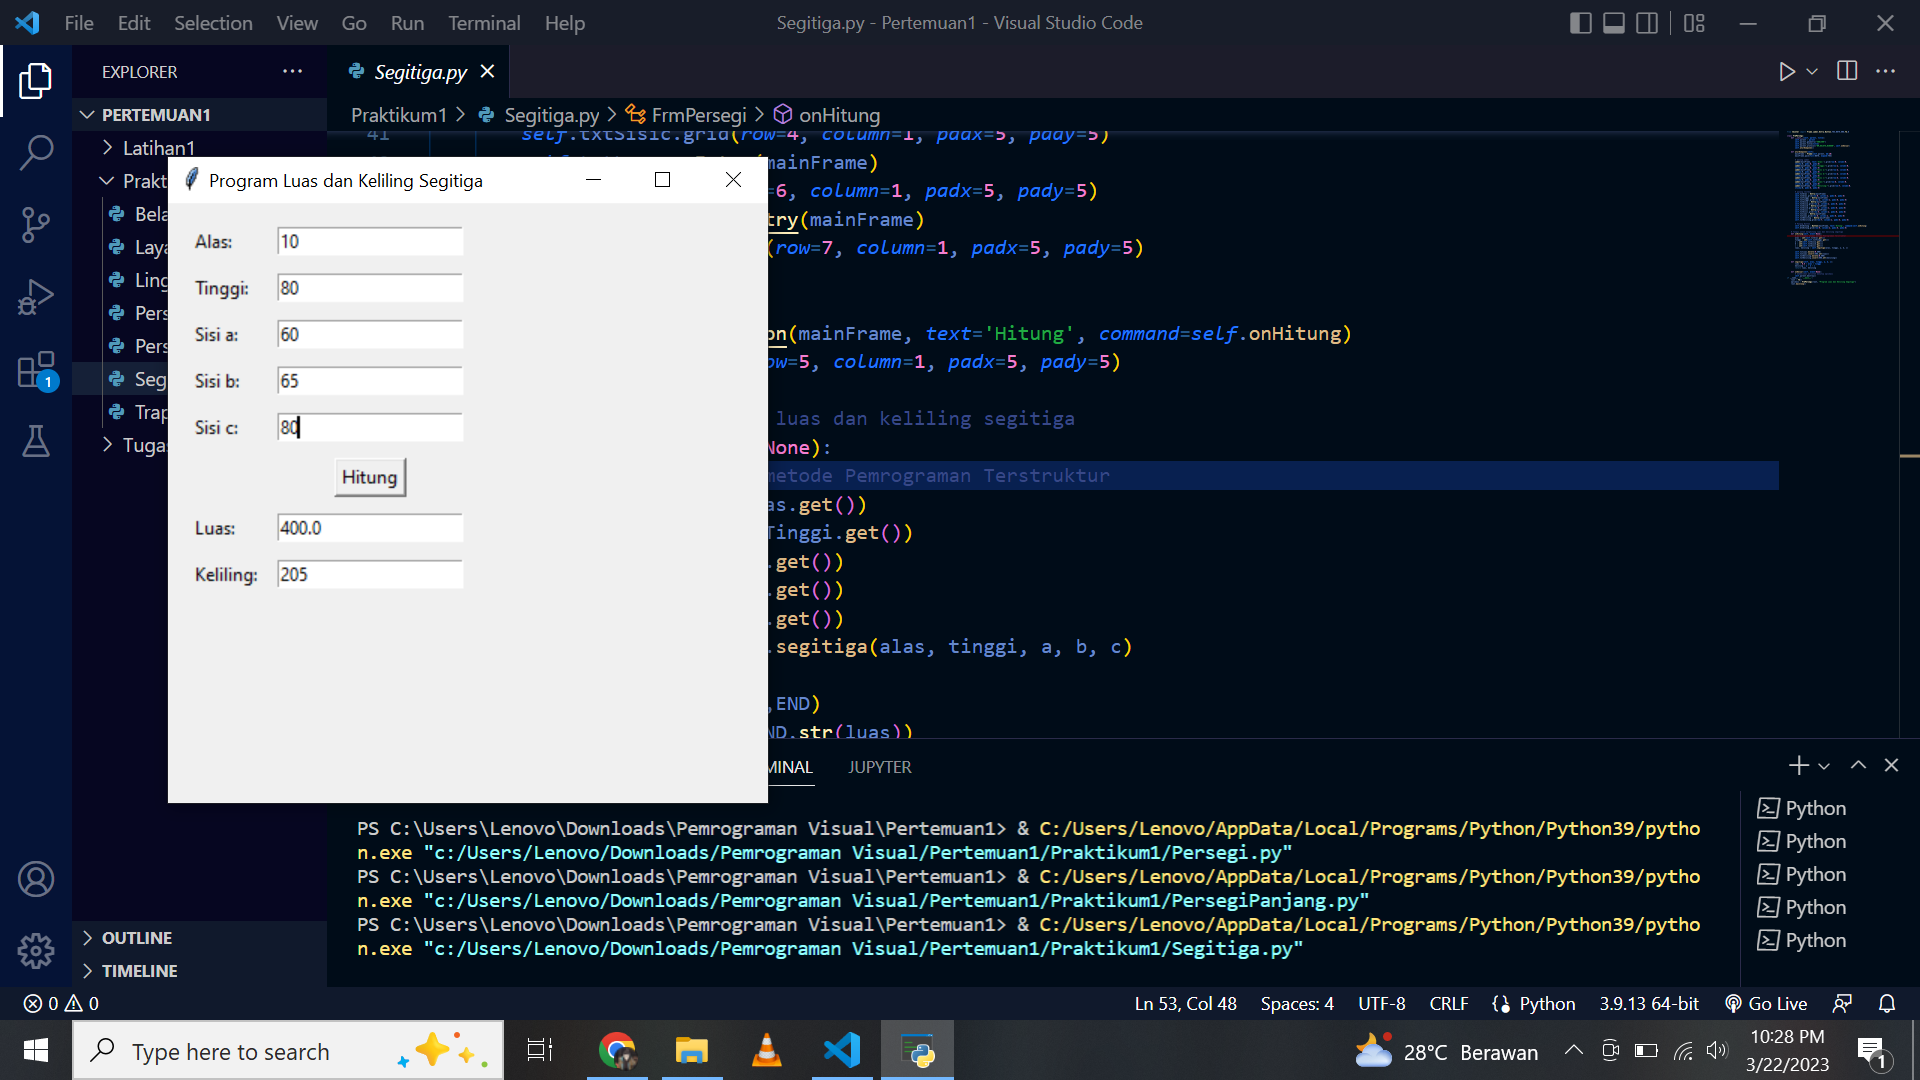 File Edit Selection View Go Run Terminal Help
Segitiga.py - Pertemuan1 - Visual Studio Code
EXPLORER
Segitiga.py
PERTEMUAN1
Praktikum1 > Segitiga.py > FrmPersegi > onHitung
Latihan1
Prakt
Bela
Laya
Ling
Pers
Pers
Seg
Trap
Tuga
41 self.txtSisic.grid(row=4, column=1, padx=5, pady=5)
mainFrame)
=6, column=1, padx=5, pady=5)
try(mainFrame)
(row=7, column=1, padx=5, pady=5)
on(mainFrame, text='Hitung', command=self.onHitung)
ow=5, column=1, padx=5, pady=5)
luas dan keliling segitiga
None):
metode Pemrograman Terstruktur
as.get())
Tinggi.get())
.get())
.get())
.get())
.segitiga(alas, tinggi, a, b, c)
,END)
ND,str(luas))
Program Luas dan Keliling Segitiga
Alas: 10
Tinggi: 80
Sisi a: 60
Sisi b: 65
Sisi c: 80
Hitung
Luas: 400.0
Keliling: 205
MINAL JUPYTER
PS C:\Users\Lenovo\Downloads\Pemrograman Visual\Pertemuan1> & C:/Users/Lenovo/AppData/Local/Programs/Python/Python39/pytho
n.exe "c:/Users/Lenovo/Downloads/Pemrograman Visual/Pertemuan1/Praktikum1/Persegi.py"
PS C:\Users\Lenovo\Downloads\Pemrograman Visual\Pertemuan1> & C:/Users/Lenovo/AppData/Local/Programs/Python/Python39/pytho
n.exe "c:/Users/Lenovo/Downloads/Pemrograman Visual/Pertemuan1/Praktikum1/PersegiPanjang.py"
PS C:\Users\Lenovo\Downloads\Pemrograman Visual\Pertemuan1> & C:/Users/Lenovo/AppData/Local/Programs/Python/Python39/pytho
n.exe "c:/Users/Lenovo/Downloads/Pemrograman Visual/Pertemuan1/Praktikum1/Segitiga.py"
Python
Python
Python
Python
Python
OUTLINE
TIMELINE
0 0
Ln 53, Col 48 Spaces: 4 UTF-8 CRLF Python 3.9.13 64-bit Go Live
Type here to search
28°C Berawan
10:28 PM
3/22/2023
1
1